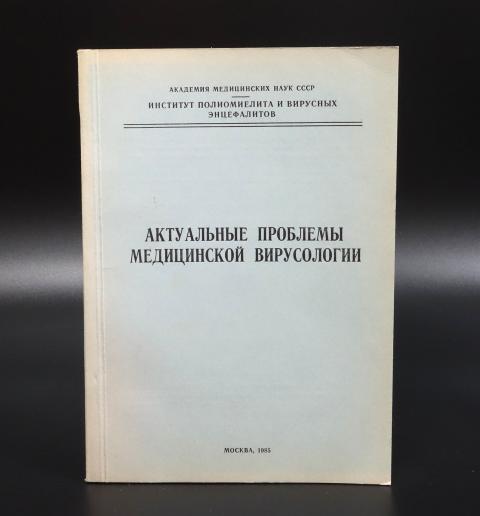 АКАДЕМИЯ МЕДИЦИНСКИХ НАУК СССР
ИНСТИТУТ ПОЛИОМИЕЛИТА И ВИРУСНЫХ
ЭНЦЕФАЛИТОВ
АКТУАЛЬНЫЕ ПРОБЛЕМЫ
МЕДИЦИНСКОЙ ВИРУСОЛОГИИ
МОСКВА, 1985